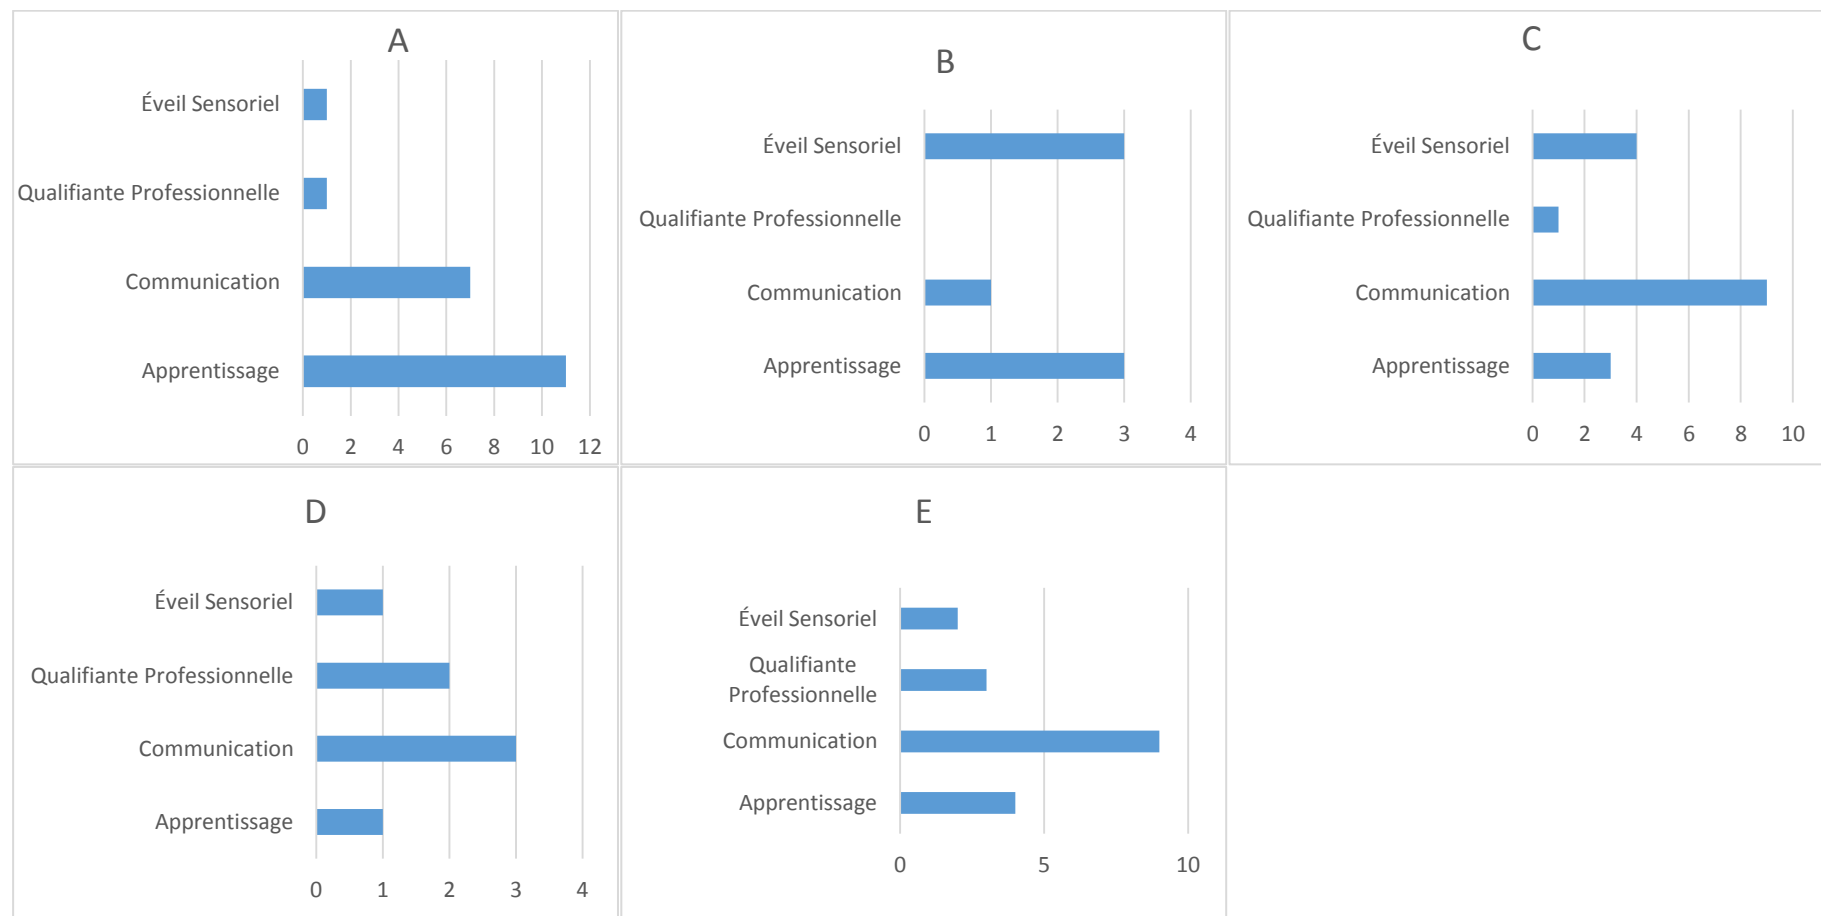 A
Éveil Sensoriel
Qualifiante Professionnelle
Communication
Apprentissage
0 2 4 6 8 10 12
B
Éveil Sensoriel
Qualifiante Professionnelle
Communication
Apprentissage
0 1 2 3 4
C
Éveil Sensoriel
Qualifiante Professionnelle
Communication
Apprentissage
0 2 4 6 8 10
D
Éveil Sensoriel
Qualifiante Professionnelle
Communication
Apprentissage
0 1 2 3 4
E
Éveil Sensoriel
Qualifiante
Professionnelle
Communication
Apprentissage
0 5 10